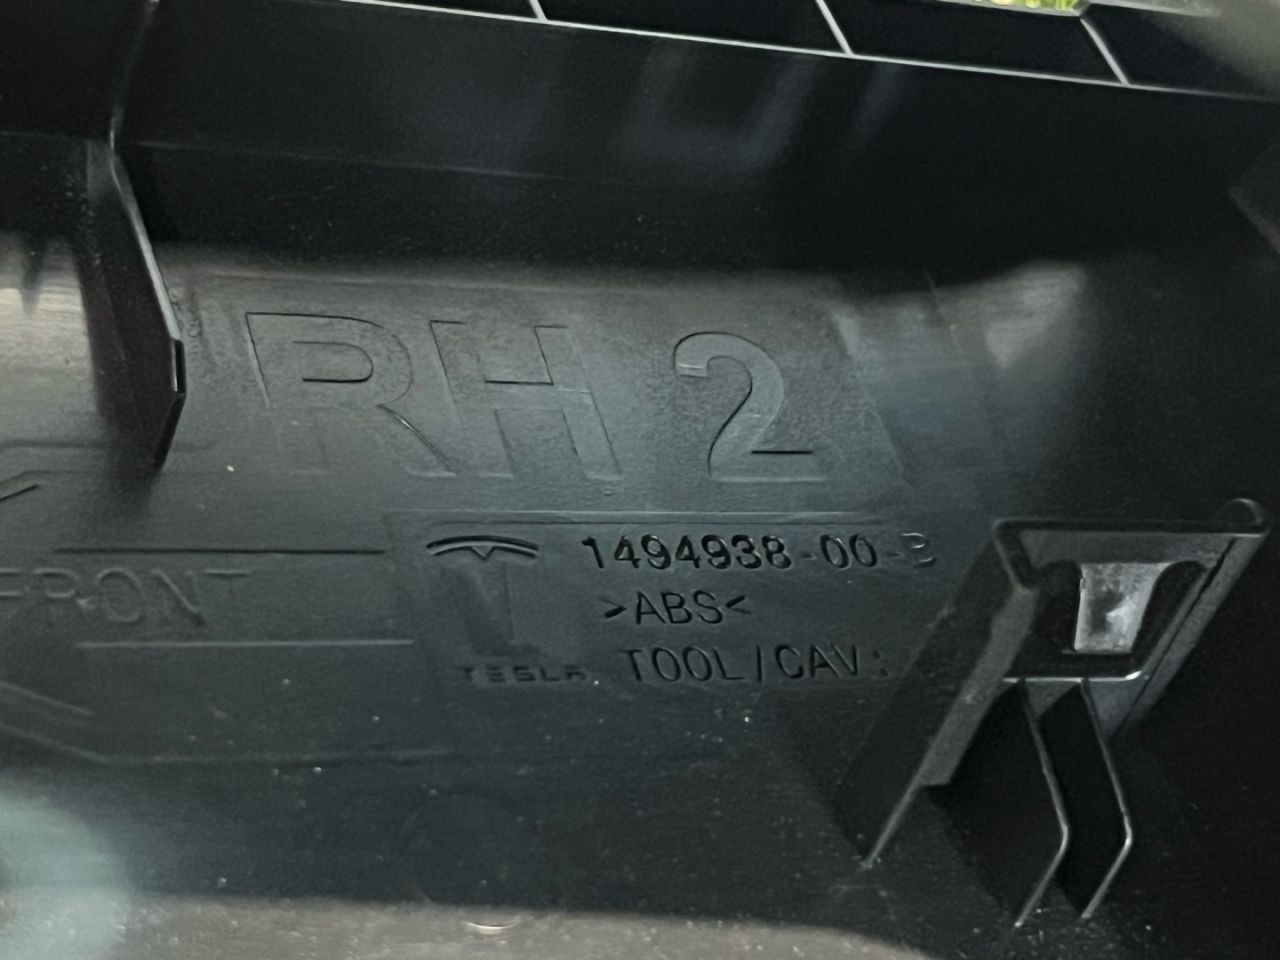 RH 2
FRONT
1494938-00-B
>ABS<
TESLA
TOOL/CAV: